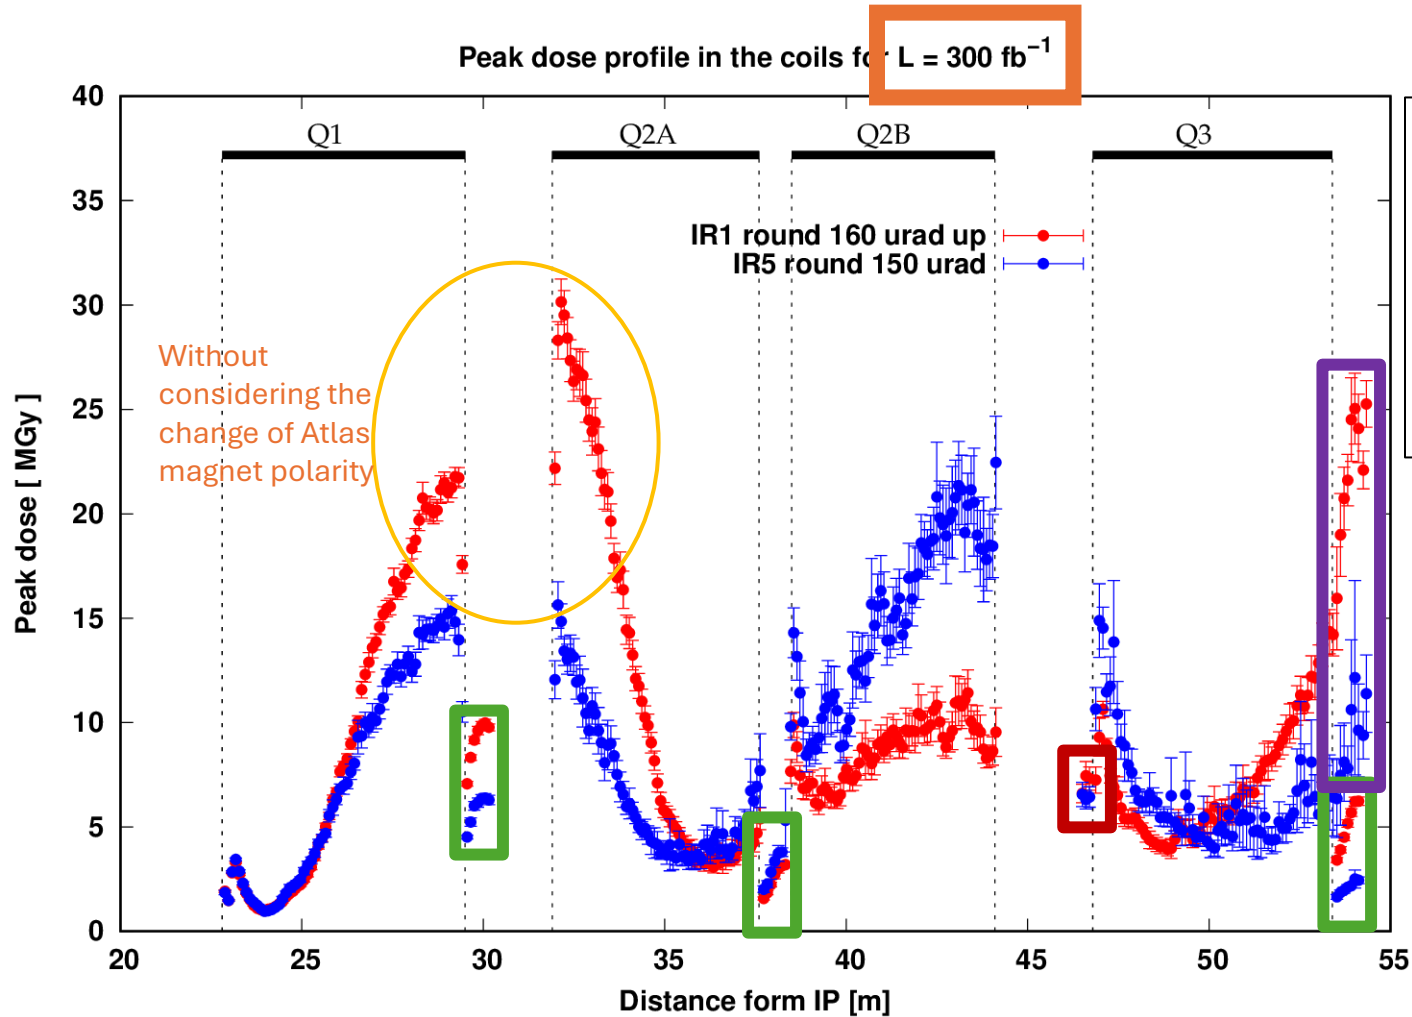 Peak dose profile in the coils for L = 300 fb⁻¹
40
35
30
25
20
15
10
5
0
Peak dose [ MGy ]
Q1
Q2A
Q2B
Q3
IR1 round 160 urad up
IR5 round 150 urad
Without
considering the
change of Atlas
magnet polarity
20
25
30
35
40
45
50
55
Distance form IP [m]